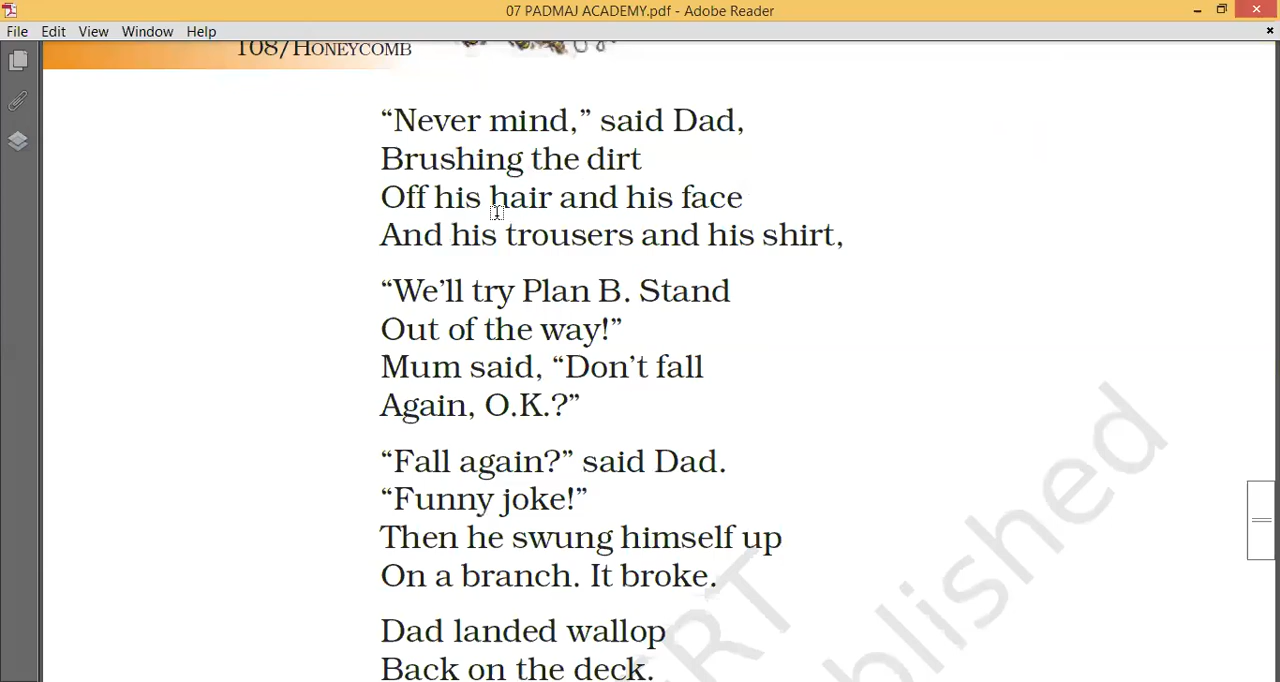 07 PADMAJ ACADEMY.pdf - Adobe Reader
File Edit View Window Help
108/HONEYCOMB
“Never mind,” said Dad,
Brushing the dirt
Off his hair and his face
And his trousers and his shirt,
“We’ll try Plan B. Stand
Out of the way!”
Mum said, “Don’t fall
Again, O.K.?”
“Fall again?” said Dad.
“Funny joke!”
Then he swung himself up
On a branch. It broke.
Dad landed wallop
Back on the deck.